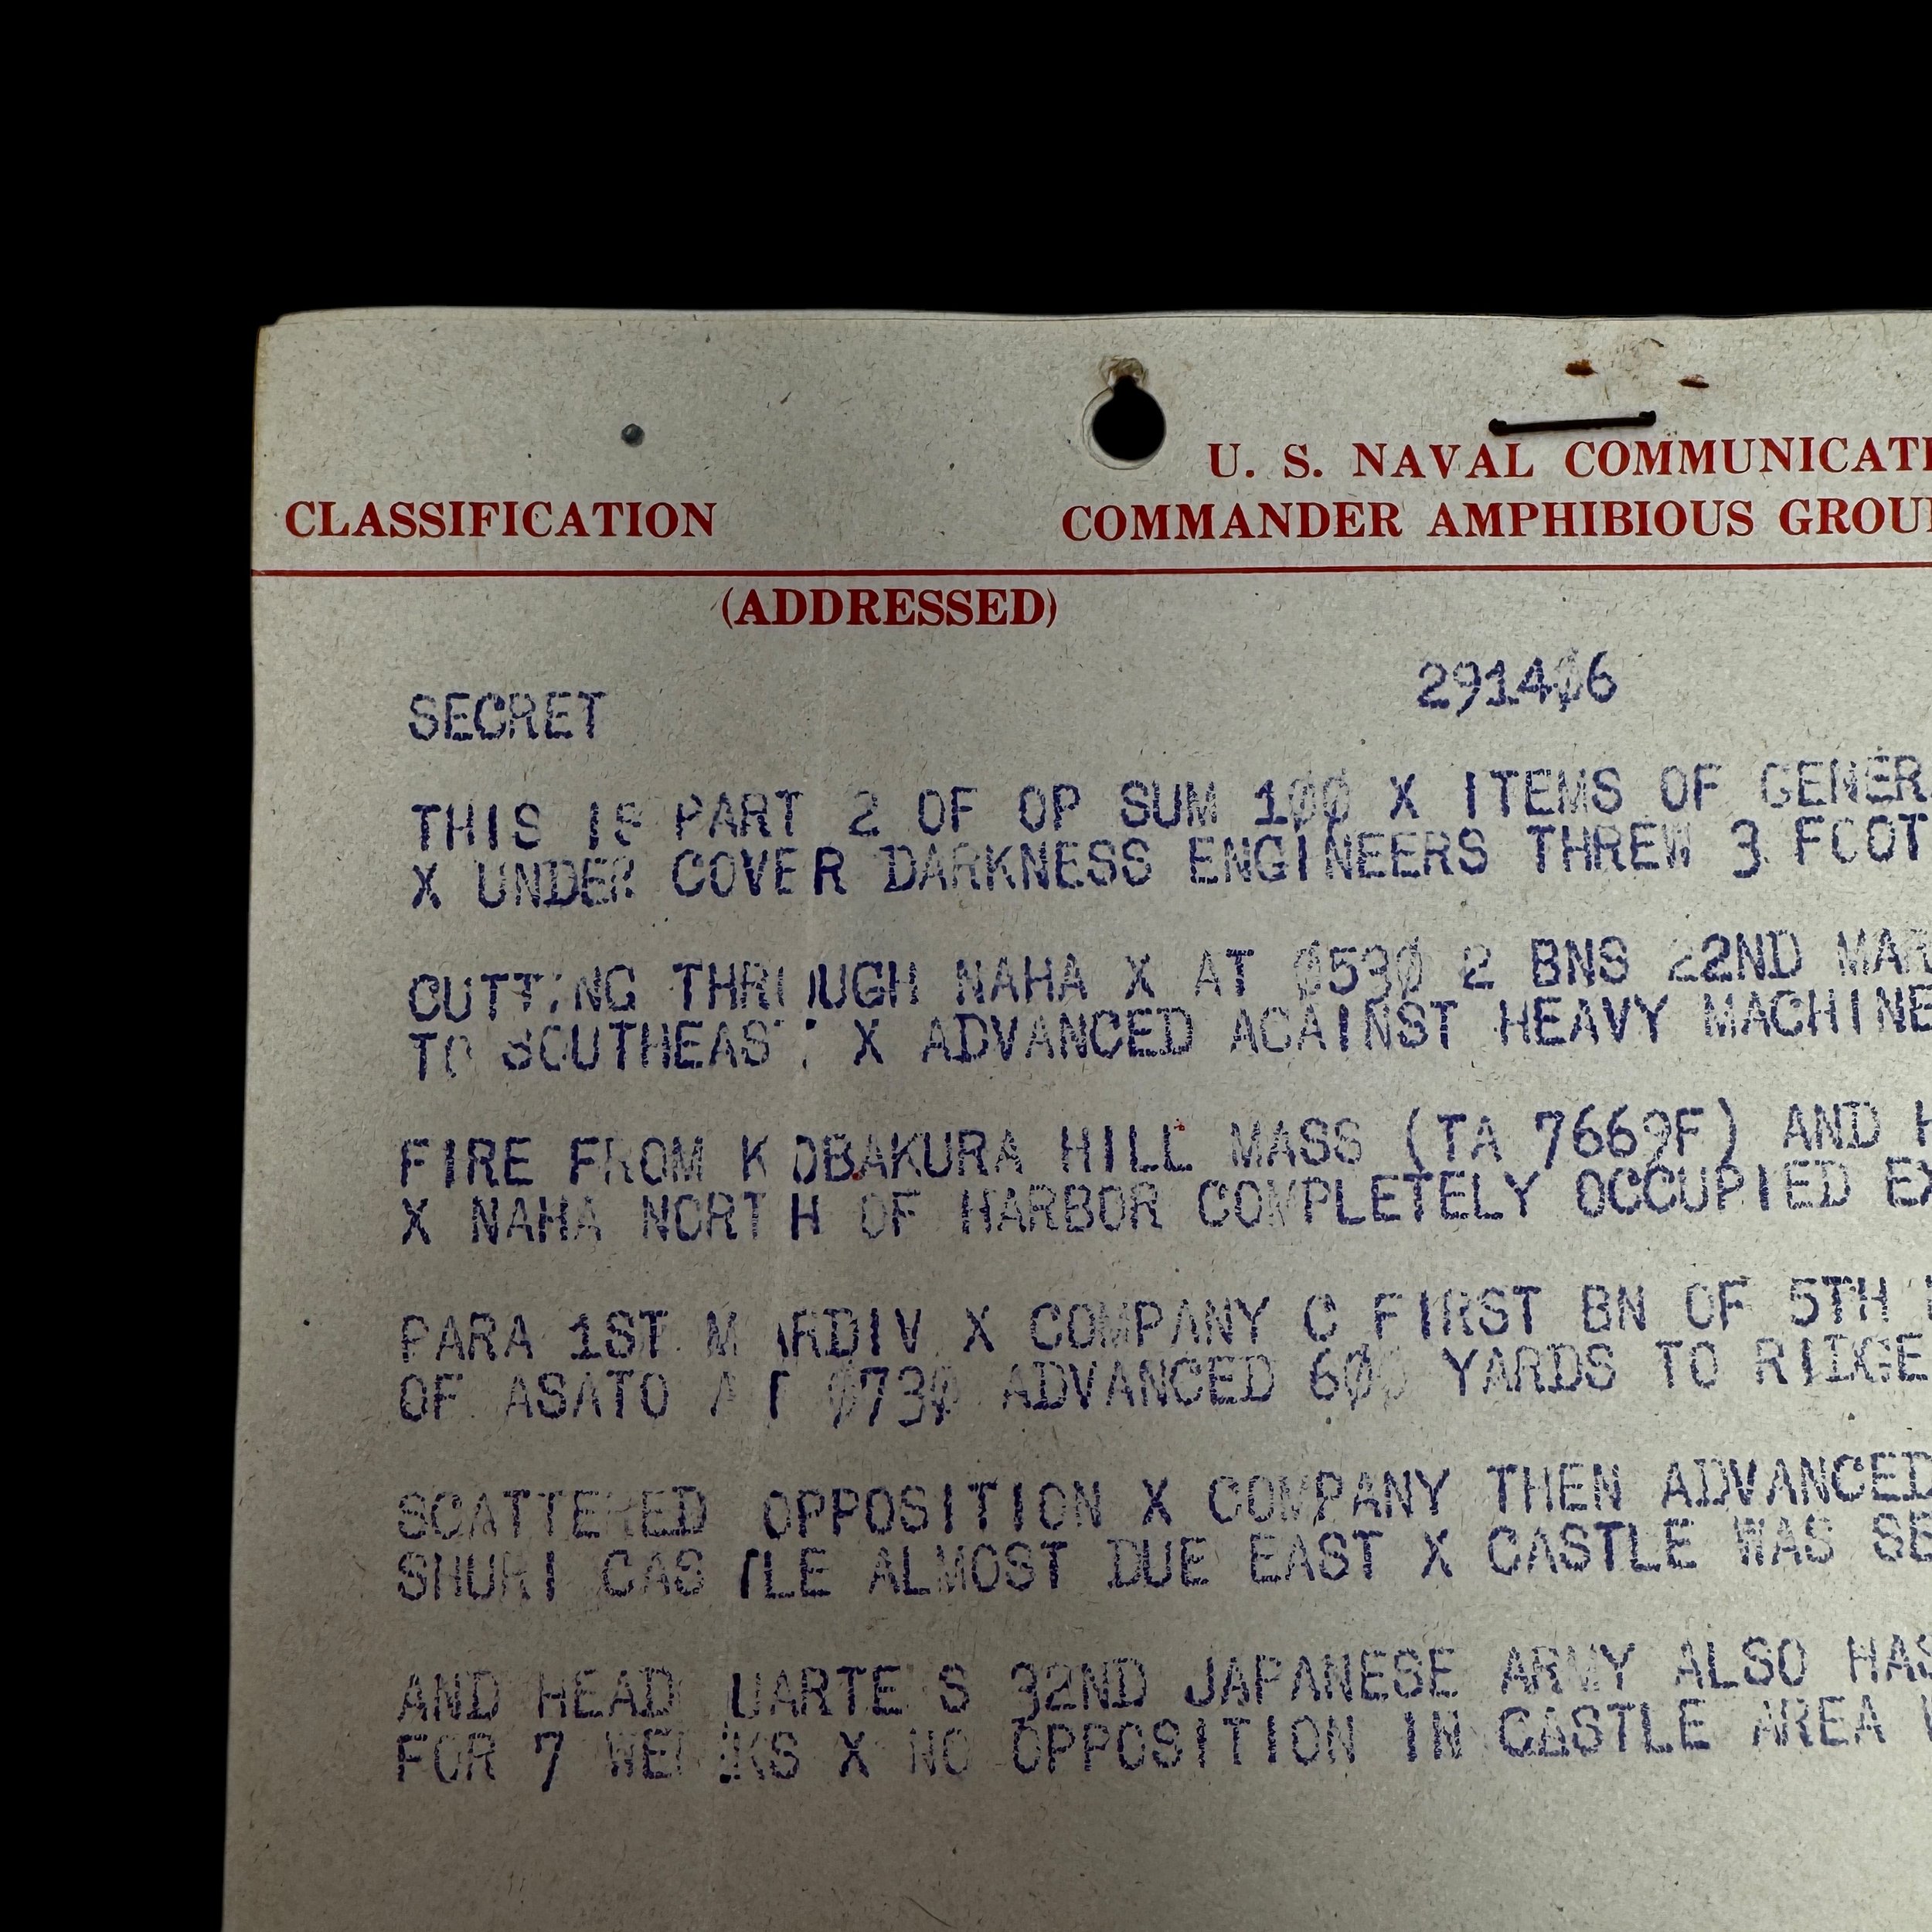 U. S. NAVAL COMMUNICATI
CLASSIFICATION
COMMANDER AMPHIBIOUS GROU
(ADDRESSED)
SECRET
291406
THIS IS PART 2 OF OP SUM 100 X ITEMS OF GENER
X UNDER COVER DARKNESS ENGINEERS THREW 3 FOOT
CUTTING THROUGH NAHA X AT 0530 2 BNS 22ND MAR
TO SOUTHEAST X ADVANCED AGAINST HEAVY MACHINE
FIRE FROM KOBAKURA HILL MASS (TA 7669F) AND H
X NAHA NORTH OF HARBOR COMPLETELY OCCUPIED EX
PARA 1ST MARDIV X COMPANY C FIRST BN OF 5TH
OF ASATO AT 0730 ADVANCED 600 YARDS TO RIDGE
SCATTERED OPPOSITION X COMPANY THEN ADVANCED
SHURI CASTLE ALMOST DUE EAST X CASTLE WAS SE
AND HEADQUARTERS 32ND JAPANESE ARMY ALSO HAS
FOR 7 WEEKS X NO OPPOSITION IN CASTLE AREA